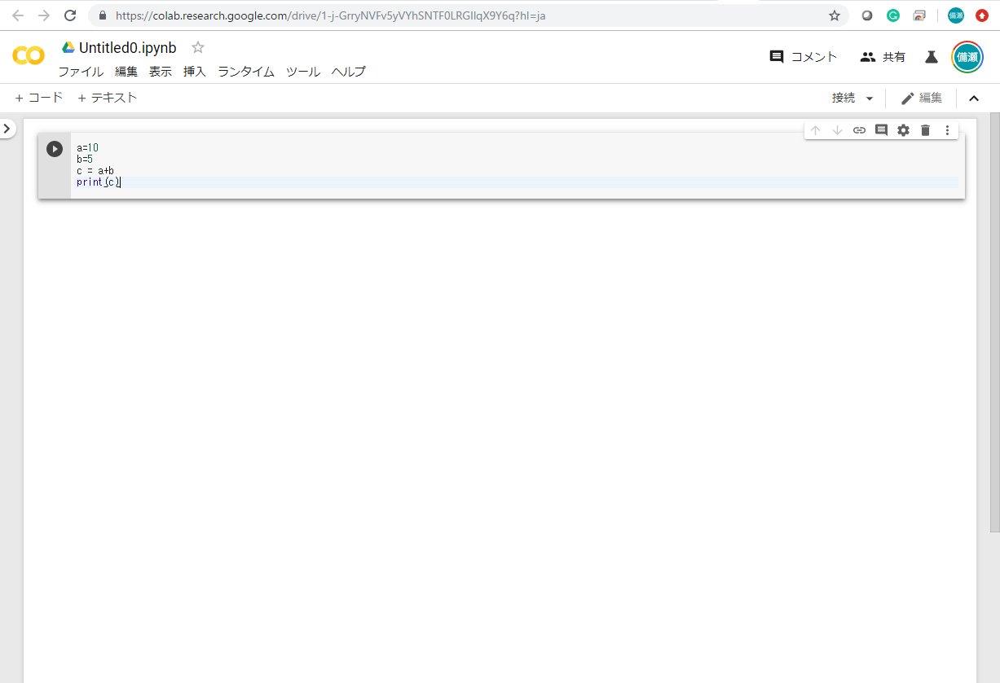 https://colab.research.google.com/drive/1-j-GrryNVFv5yVYhSNTF0LRGIlqX9Y6q?hl=ja
備瀬
Untitled0.ipynb
コメント
共有
備瀬
ファイル 編集 表示 挿入 ランタイム ツール ヘルプ
+ コード + テキスト
接続
編集
a=10
b=5
c = a+b
print(c)